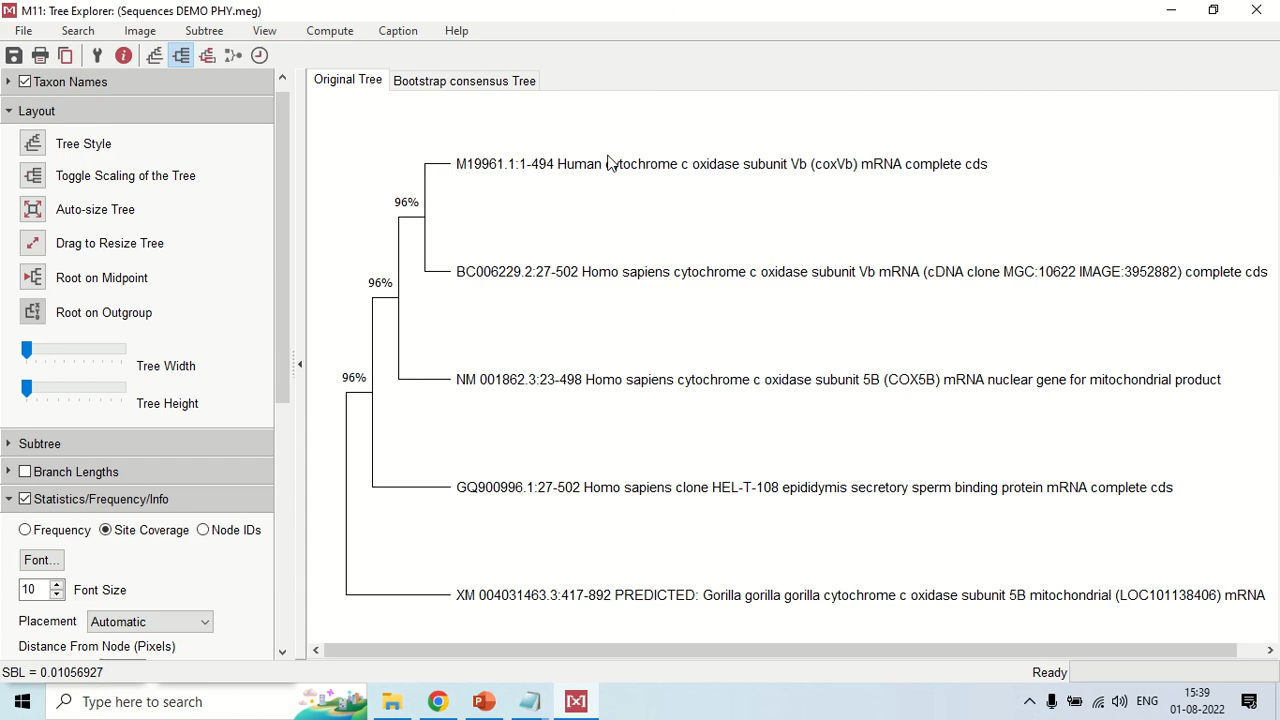 M11: Tree Explorer: (Sequences DEMO PHY.meg)
File Search Image Subtree View Compute Caption Help
Taxon Names
Layout
Tree Style
Toggle Scaling of the Tree
Auto-size Tree
Drag to Resize Tree
Root on Midpoint
Root on Outgroup
Tree Width
Tree Height
Subtree
Branch Lengths
Statistics/Frequency/Info
Frequency Site Coverage Node IDs
Font...
10 Font Size
Placement Automatic
Distance From Node (Pixels)
Original Tree Bootstrap consensus Tree
M19961.1:1-494 Human cytochrome c oxidase subunit Vb (coxVb) mRNA complete cds
96%
BC006229.2:27-502 Homo sapiens cytochrome c oxidase subunit Vb mRNA (cDNA clone MGC:10622 IMAGE:3952882) complete cds
96%
NM 001862.3:23-498 Homo sapiens cytochrome c oxidase subunit 5B (COX5B) mRNA nuclear gene for mitochondrial product
96%
GQ900996.1:27-502 Homo sapiens clone HEL-T-108 epididymis secretory sperm binding protein mRNA complete cds
XM 004031463.3:417-892 PREDICTED: Gorilla gorilla gorilla cytochrome c oxidase subunit 5B mitochondrial (LOC101138406) mRNA
SBL = 0.01056927
Ready
Type here to search
ENG
15:39
01-08-2022